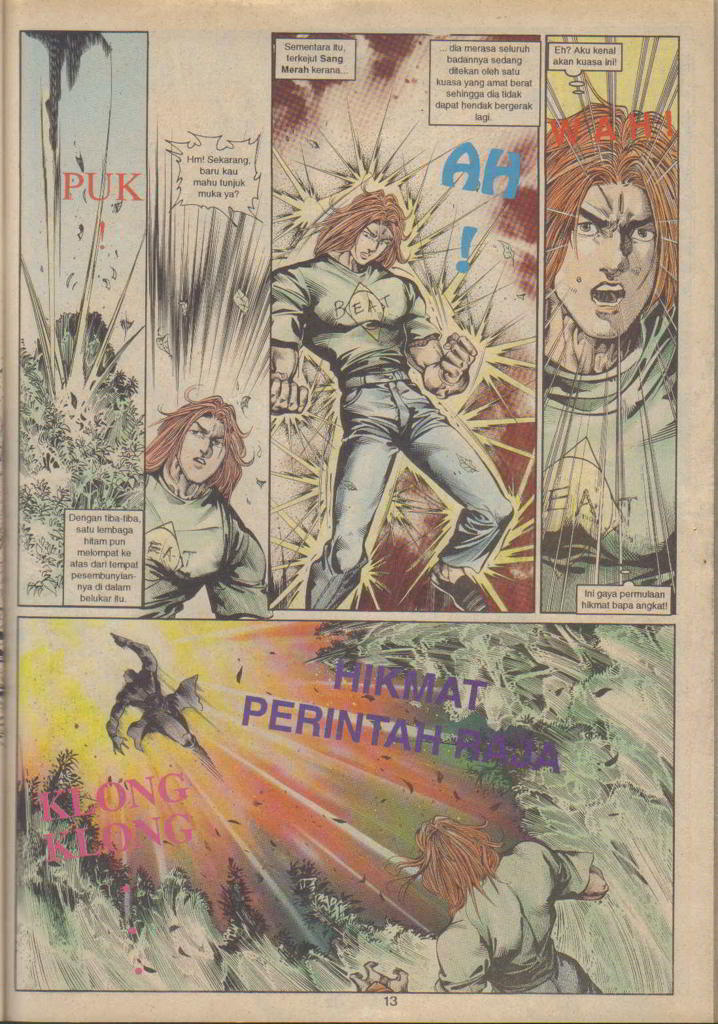 PUK
!
Dengan tiba-tiba,
satu lembaga
hitam pun
melompat ke
atas dari tempat
pesembunyian-
nya di dalam
belukar itu.
Hm! Sekarang,
baru kau
mahu tunjuk
muka ya?
EAT
Sementara itu,
terkejut Sang
Merah kerana...
... dia merasa seluruh
badannya sedang
ditekan oleh satu
kuasa yang amat berat
sehingga dia tidak
dapat hendak bergerak
lagi.
AH
!
BEAT
Eh? Aku kenal
akan kuasa ini!
WAH!
EAT
Ini gaya permulaan
hikmat bapa angkat!
HIKMAT
PERINTAH RAJA
KLONG
KLONG
!
13